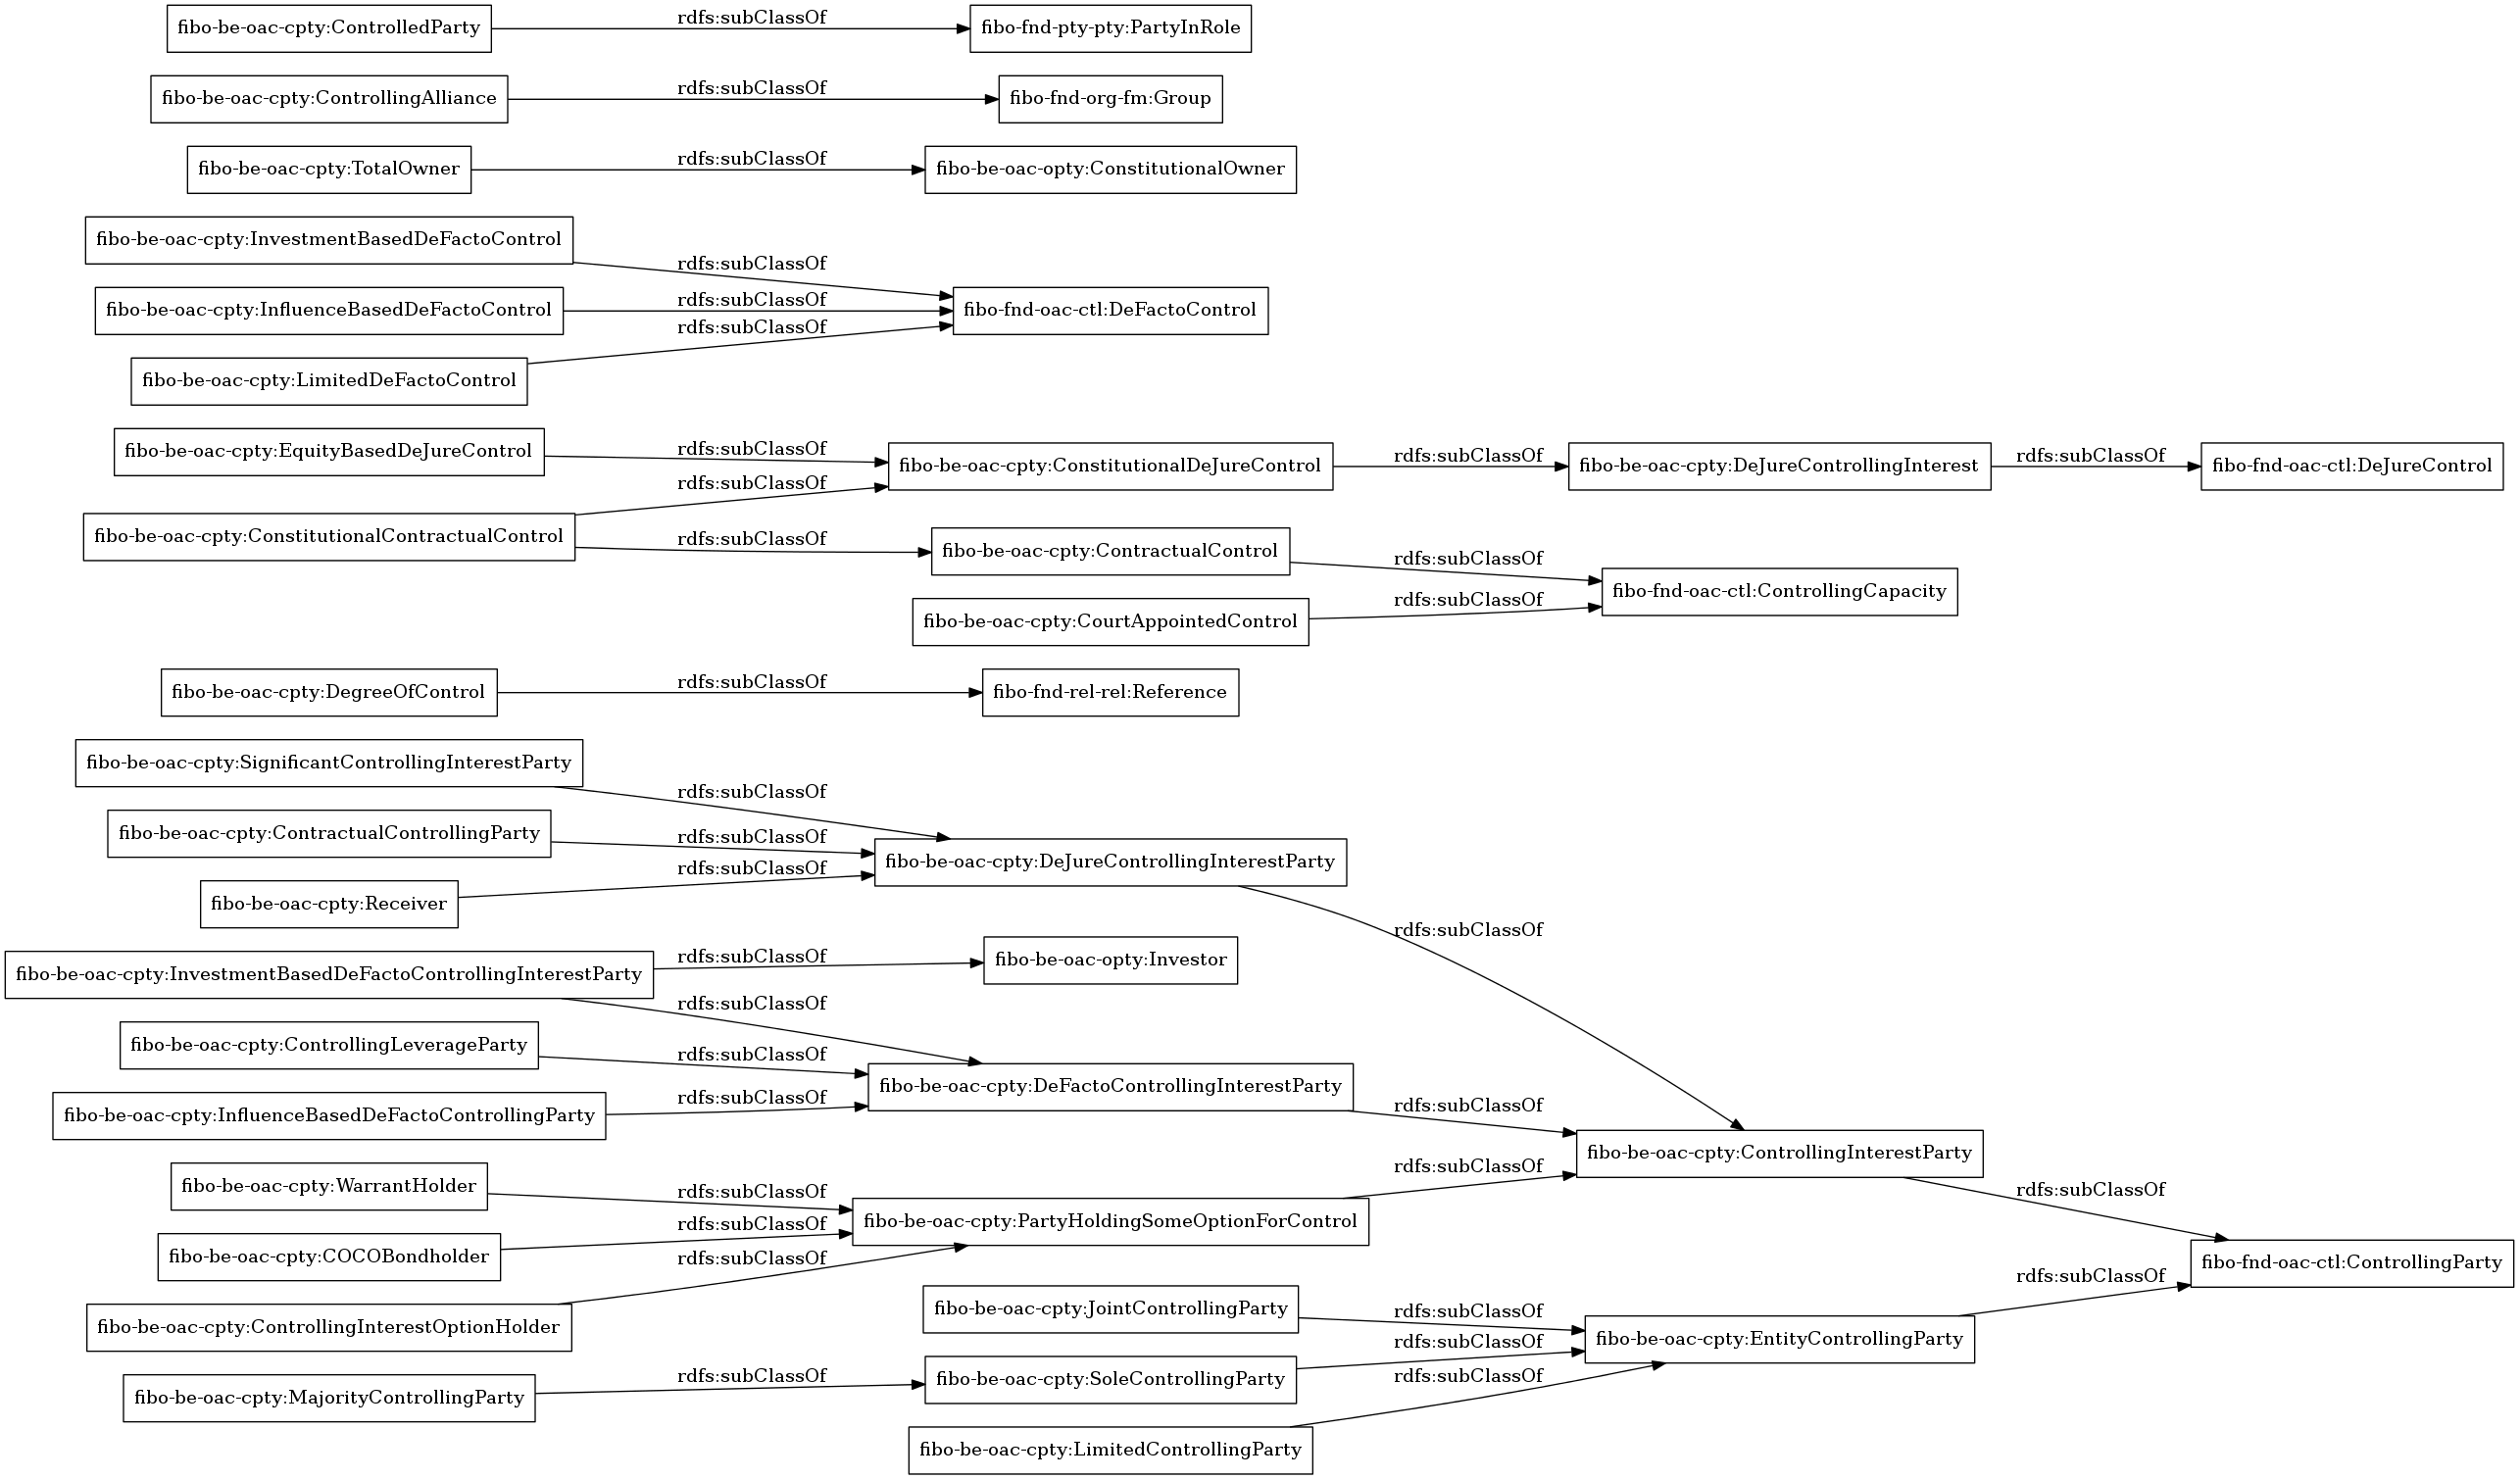 fibo-be-oac-cpty:ControlledParty
rdfs:subClassOf
fibo-fnd-pty-pty:PartyInRole
fibo-be-oac-cpty:ControllingAlliance
rdfs:subClassOf
fibo-fnd-org-fm:Group
fibo-be-oac-cpty:TotalOwner
rdfs:subClassOf
fibo-be-oac-opty:ConstitutionalOwner
fibo-be-oac-cpty:InvestmentBasedDeFactoControl
rdfs:subClassOf
fibo-be-oac-cpty:InfluenceBasedDeFactoControl
rdfs:subClassOf
fibo-fnd-oac-ctl:DeFactoControl
rdfs:subClassOf
fibo-be-oac-cpty:LimitedDeFactoControl
fibo-be-oac-cpty:EquityBasedDeJureControl
rdfs:subClassOf
fibo-be-oac-cpty:ConstitutionalDeJureControl
rdfs:subClassOf
fibo-be-oac-cpty:DeJureControllingInterest
rdfs:subClassOf
fibo-fnd-oac-ctl:DeJureControl
rdfs:subClassOf
fibo-be-oac-cpty:ConstitutionalContractualControl
rdfs:subClassOf
fibo-be-oac-cpty:ContractualControl
rdfs:subClassOf
fibo-fnd-oac-ctl:ControllingCapacity
fibo-be-oac-cpty:CourtAppointedControl
rdfs:subClassOf
fibo-be-oac-cpty:DegreeOfControl
rdfs:subClassOf
fibo-fnd-rel-rel:Reference
fibo-be-oac-cpty:SignificantControllingInterestParty
rdfs:subClassOf
fibo-be-oac-cpty:ContractualControllingParty
rdfs:subClassOf
fibo-be-oac-cpty:DeJureControllingInterestParty
rdfs:subClassOf
fibo-be-oac-cpty:Receiver
rdfs:subClassOf
fibo-be-oac-cpty:InvestmentBasedDeFactoControllingInterestParty
rdfs:subClassOf
fibo-be-oac-opty:Investor
rdfs:subClassOf
fibo-be-oac-cpty:ControllingLeverageParty
rdfs:subClassOf
fibo-be-oac-cpty:DeFactoControllingInterestParty
rdfs:subClassOf
fibo-be-oac-cpty:InfluenceBasedDeFactoControllingParty
rdfs:subClassOf
fibo-be-oac-cpty:ControllingInterestParty
rdfs:subClassOf
fibo-be-oac-cpty:WarrantHolder
rdfs:subClassOf
fibo-be-oac-cpty:PartyHoldingSomeOptionForControl
rdfs:subClassOf
fibo-be-oac-cpty:COCOBondholder
rdfs:subClassOf
fibo-fnd-oac-ctl:ControllingParty
rdfs:subClassOf
fibo-be-oac-cpty:ControllingInterestOptionHolder
rdfs:subClassOf
fibo-be-oac-cpty:JointControllingParty
rdfs:subClassOf
fibo-be-oac-cpty:EntityControllingParty
rdfs:subClassOf
fibo-be-oac-cpty:MajorityControllingParty
rdfs:subClassOf
fibo-be-oac-cpty:SoleControllingParty
rdfs:subClassOf
rdfs:subClassOf
fibo-be-oac-cpty:LimitedControllingParty